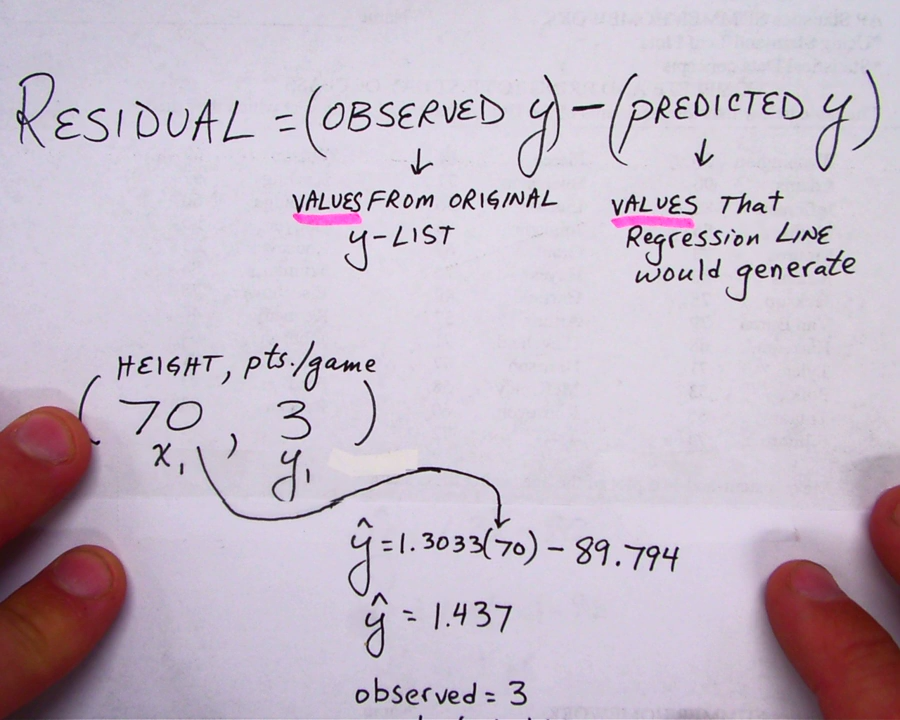 RESIDUAL = (OBSERVED y) - (PREDICTED y)
↓ ↓
VALUES FROM ORIGINAL
y-LIST
VALUES That
Regression LINE
would generate
HEIGHT, pts./game
(70, 3)
x₁ y₁
ŷ = 1.3033(70) - 89.794
ŷ = 1.437
observed = 3